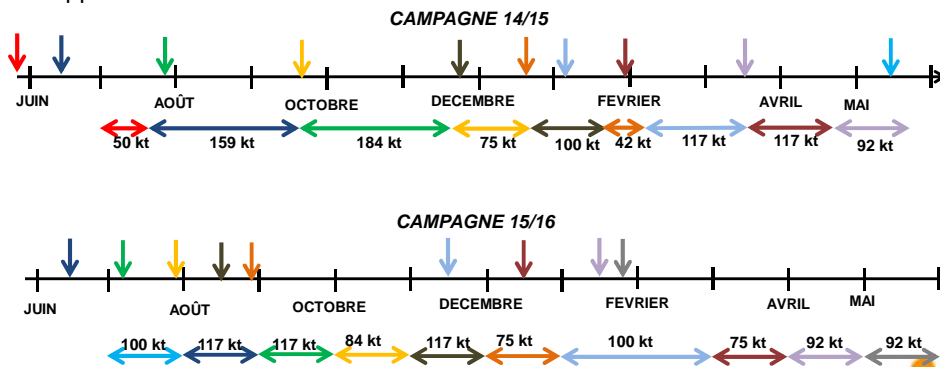 CAMPAGNE 14/15
JUIN AOÛT OCTOBRE DECEMBRE FEVRIER AVRIL MAI
50 kt 159 kt 184 kt 75 kt 100 kt 42 kt 117 kt 117 kt 92 kt
CAMPAGNE 15/16
JUIN AOÛT OCTOBRE DECEMBRE FEVRIER AVRIL MAI
100 kt 117 kt 117 kt 84 kt 117 kt 75 kt 100 kt 75 kt 92 kt 92 kt